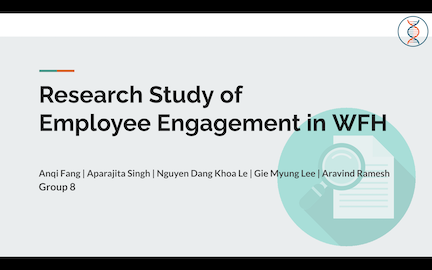 Research Study of
Employee Engagement in WFH
Anqi Fang | Aparajita Singh | Nguyen Dang Khoa Le | Gie Myung Lee | Aravind Ramesh
Group 8